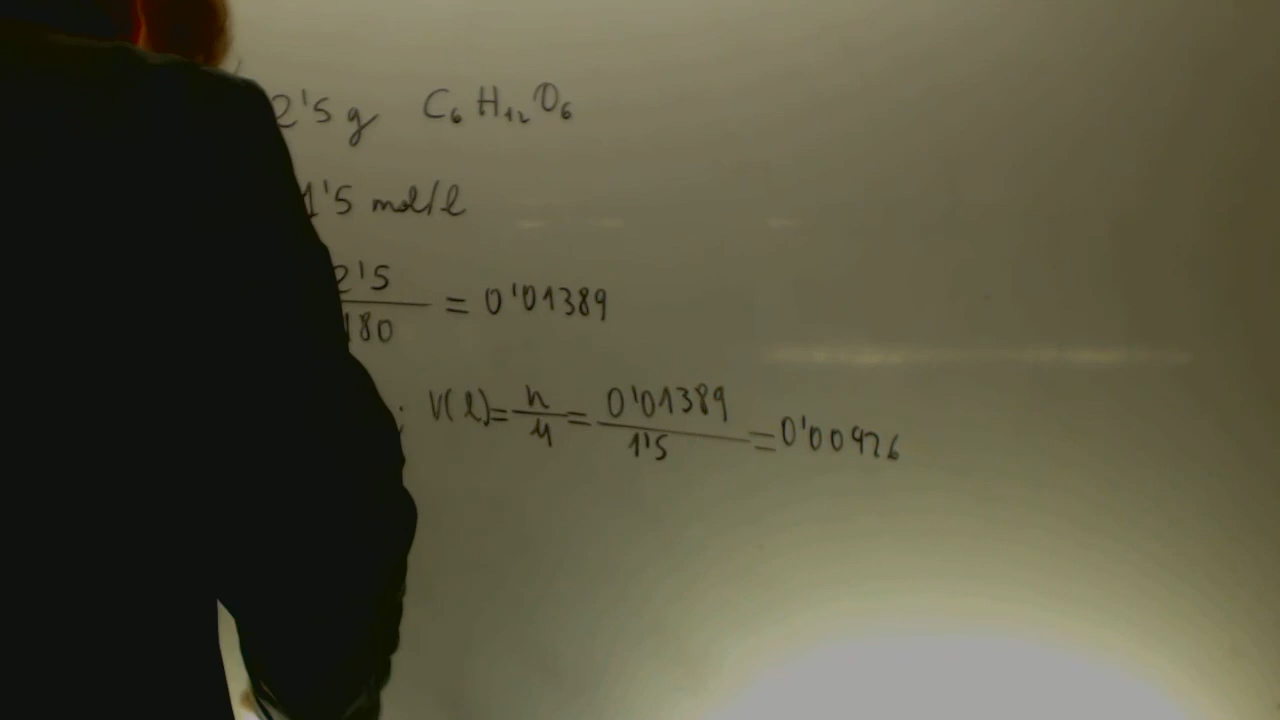 2'5 g C₆H₁₂O₆
1'5 mol/l
2'5 / 180 = 0'01389
; V(l) = n/M = 0'01389 / 1'5 = 0'00926